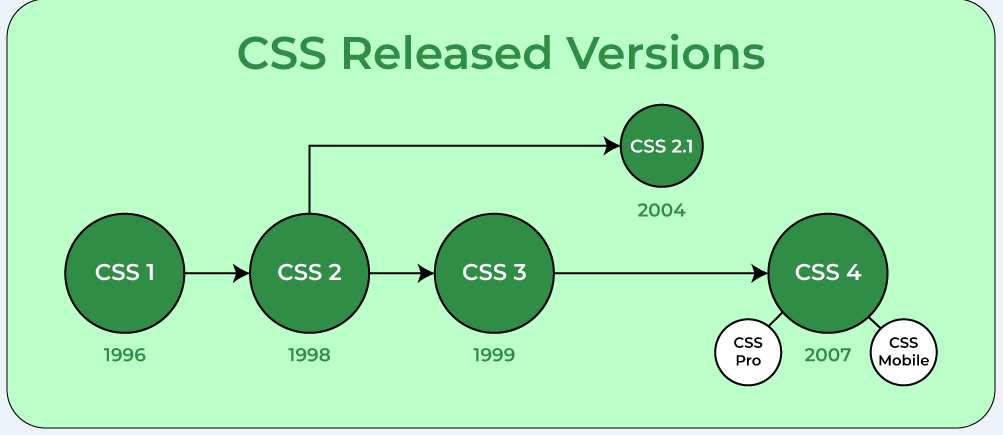 CSS Released Versions
CSS 2.1
2004
CSS 1
CSS 2
CSS 3
CSS 4
1996
1998
1999
CSS
Pro
2007
CSS
Mobile